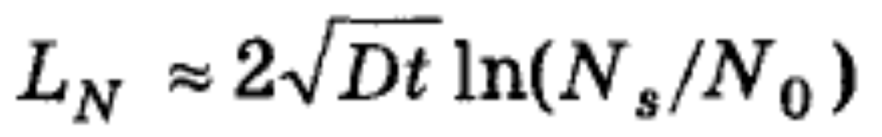 L_N ≈ 2√Dt ln(N_s/N_0)